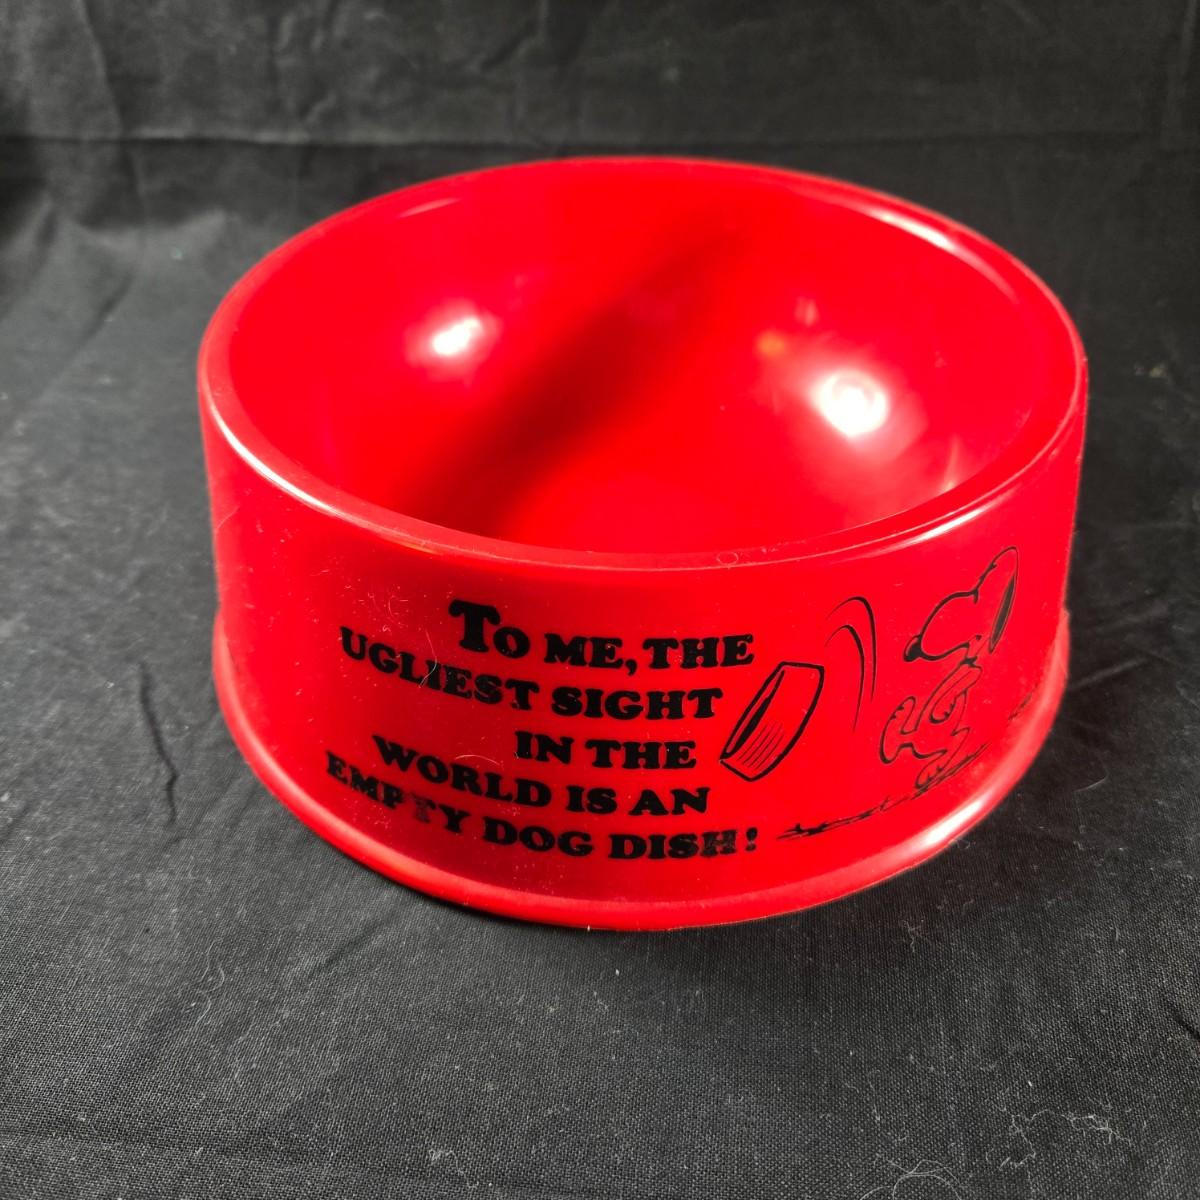 TO ME, THE
UGLIEST SIGHT
IN THE
WORLD IS AN
EMPTY DOG DISH!